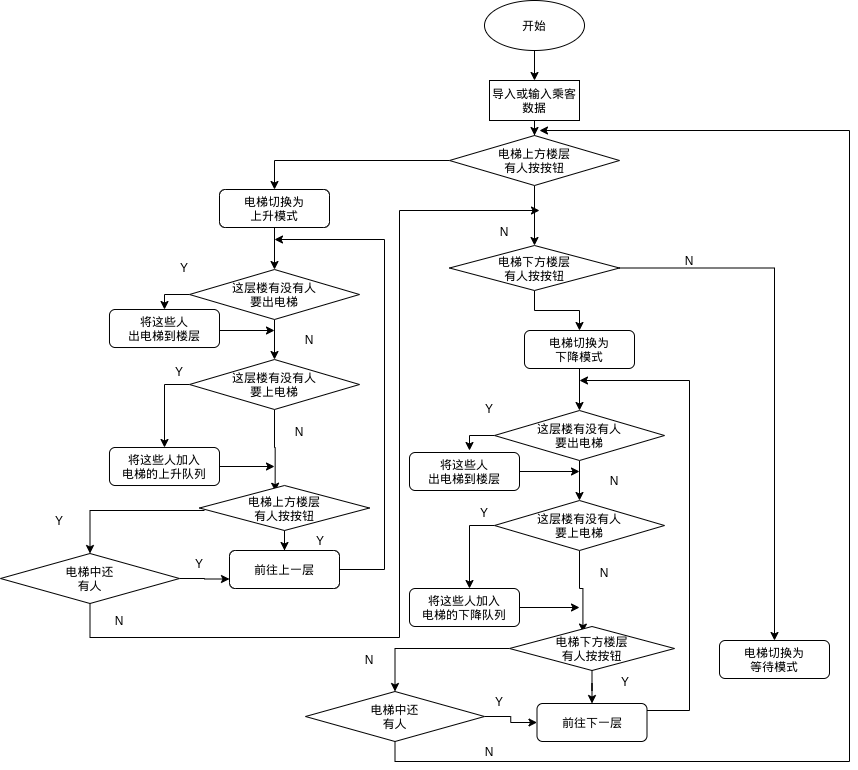 开始
导入或输入乘客
数据
电梯上方楼层
有人按按钮
电梯切换为
上升模式
N
电梯下方楼层
有人按按钮
N
Y
这层楼有没有人
要出电梯
将这些人
出电梯到楼层
N
电梯切换为
下降模式
Y
这层楼有没有人
要上电梯
N
Y
这层楼有没有人
要出电梯
将这些人加入
电梯的上升队列
将这些人
出电梯到楼层
N
电梯上方楼层
有人按按钮
Y
这层楼有没有人
要上电梯
Y
Y
电梯中还
有人
Y
前往上一层
N
N
将这些人加入
电梯的下降队列
电梯下方楼层
有人按按钮
N
Y
电梯切换为
等待模式
电梯中还
有人
Y
前往下一层
N